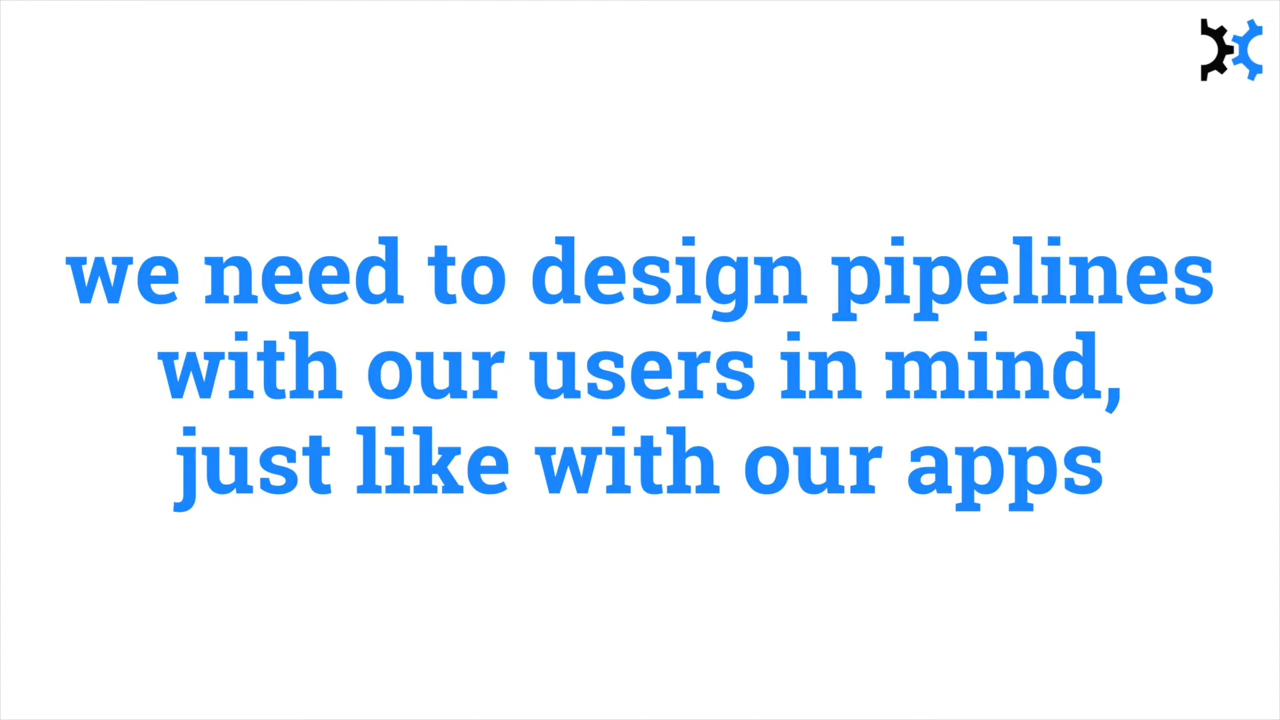 we need to design pipelines
with our users in mind,
just like with our apps